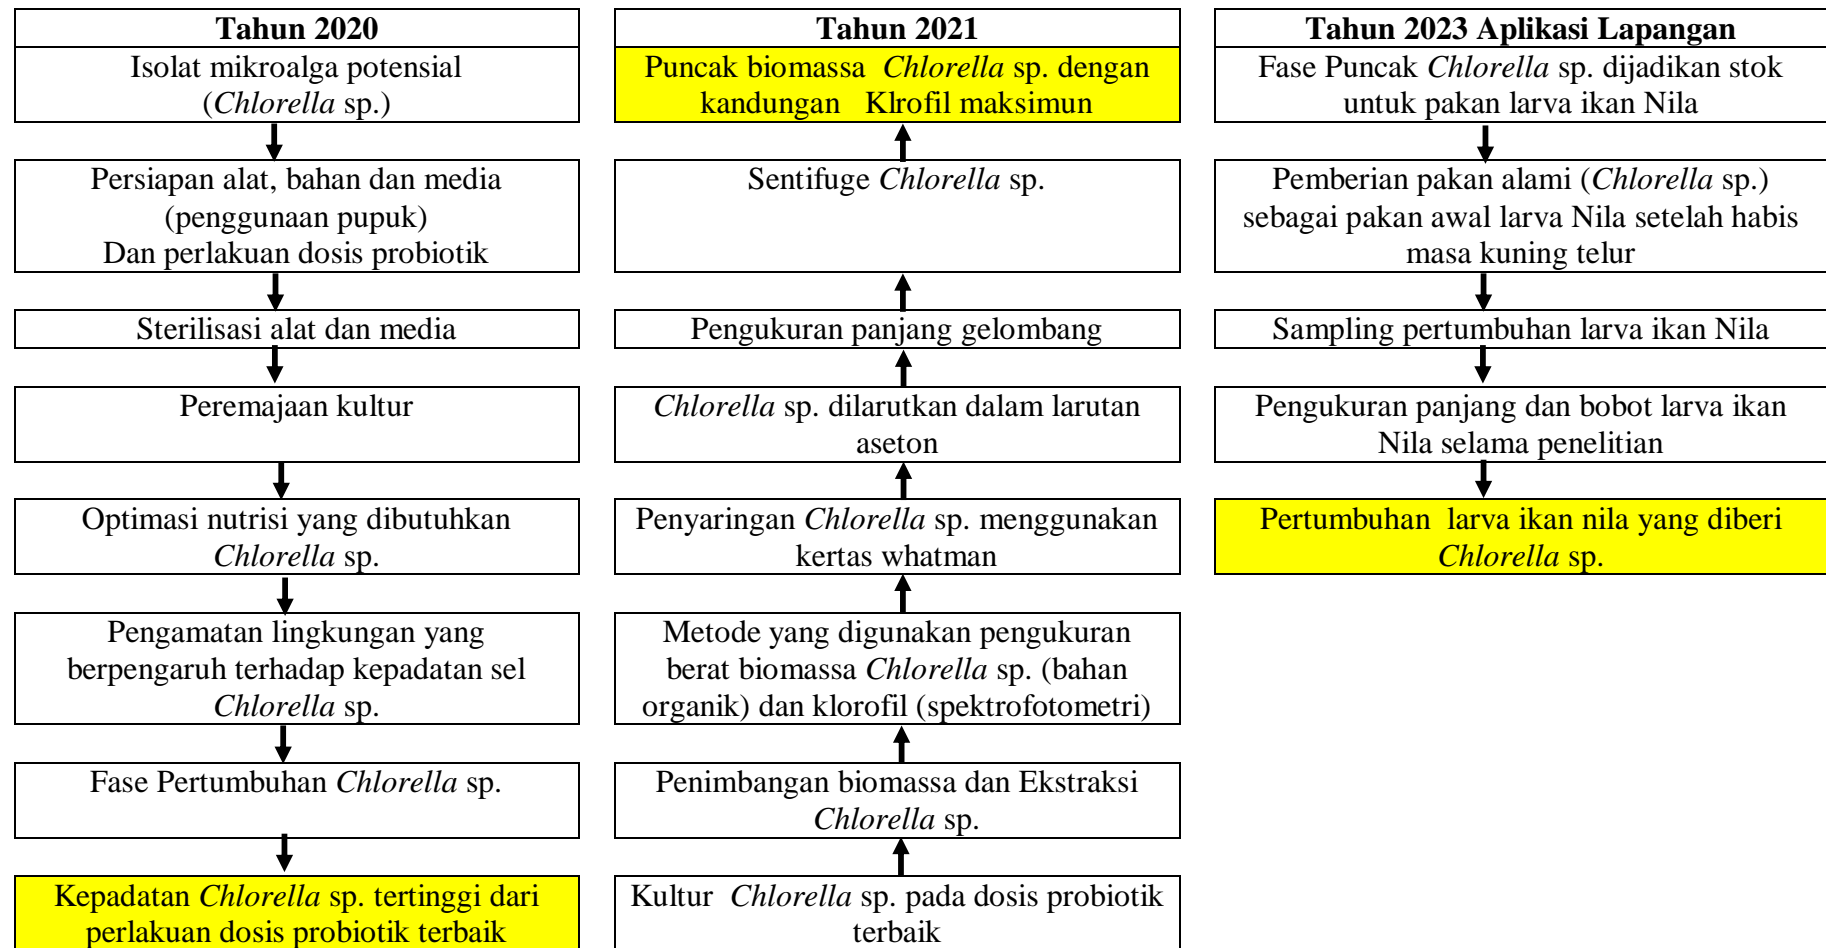 Tahun 2020
Isolat mikroalga potensial
(Chlorella sp.)
Persiapan alat, bahan dan media
(penggunaan pupuk)
Dan perlakuan dosis probiotik
Sterilisasi alat dan media
Peremajaan kultur
Optimasi nutrisi yang dibutuhkan
Chlorella sp.
Pengamatan lingkungan yang
berpengaruh terhadap kepadatan sel
Chlorella sp.
Fase Pertumbuhan Chlorella sp.
Kepadatan Chlorella sp. tertinggi dari
perlakuan dosis probiotik terbaik
Tahun 2021
Puncak biomassa Chlorella sp. dengan
kandungan Klrofil maksimun
Sentifuge Chlorella sp.
Pengukuran panjang gelombang
Chlorella sp. dilarutkan dalam larutan
aseton
Penyaringan Chlorella sp. menggunakan
kertas whatman
Metode yang digunakan pengukuran
berat biomassa Chlorella sp. (bahan
organik) dan klorofil (spektrofotometri)
Penimbangan biomassa dan Ekstraksi
Chlorella sp.
Kultur Chlorella sp. pada dosis probiotik
terbaik
Tahun 2023 Aplikasi Lapangan
Fase Puncak Chlorella sp. dijadikan stok
untuk pakan larva ikan Nila
Pemberian pakan alami (Chlorella sp.)
sebagai pakan awal larva Nila setelah habis
masa kuning telur
Sampling pertumbuhan larva ikan Nila
Pengukuran panjang dan bobot larva ikan
Nila selama penelitian
Pertumbuhan larva ikan nila yang diberi
Chlorella sp.